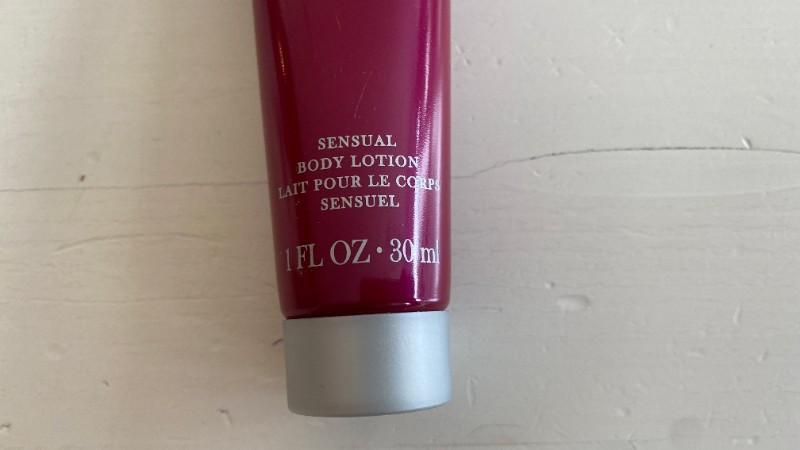 SENSUAL
BODY LOTION
LAIT POUR LE CORPS
SENSUEL
1 FL OZ • 30 ml